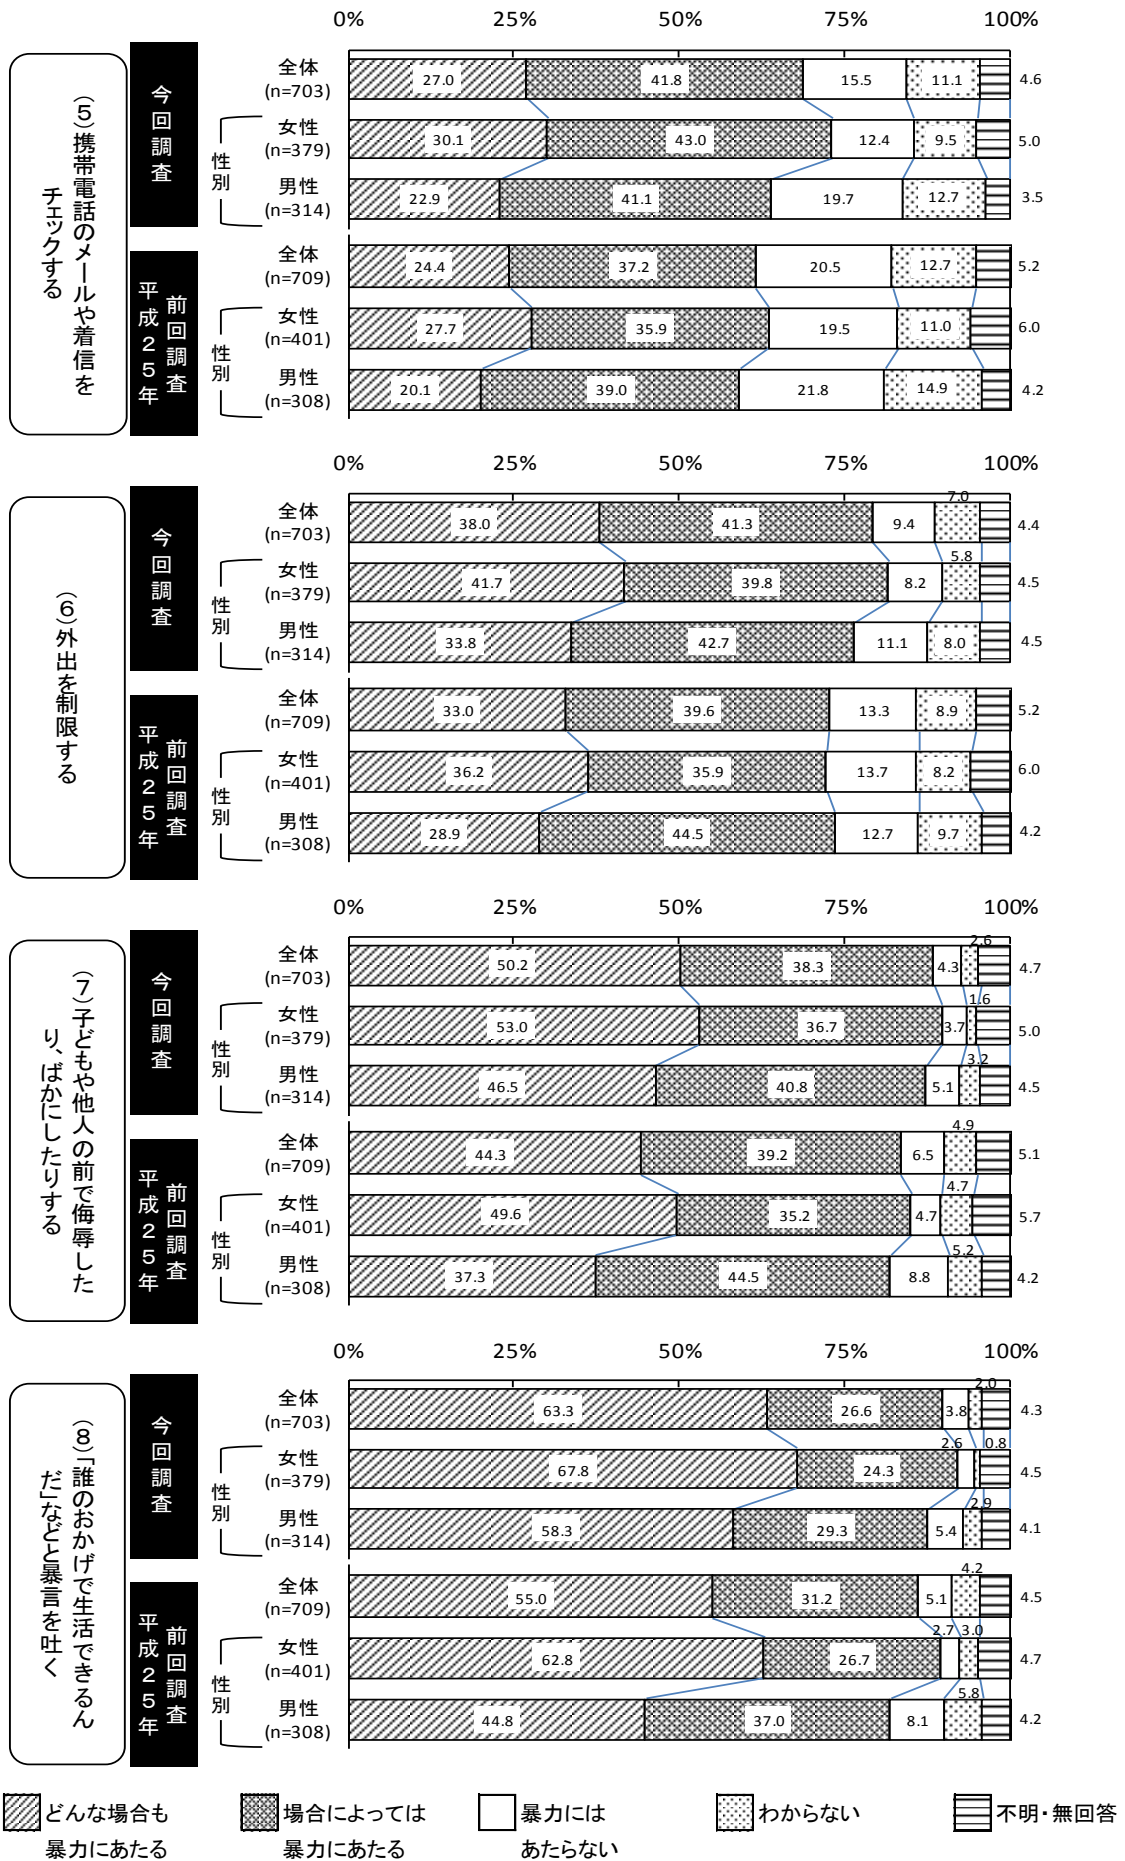 0% 25% 50% 75% 100%
(5)携帯電話のメールや着信を
チェックする
今回調査
全体
(n=703)
27.0 41.8 15.5 11.1 4.6
性別
女性
(n=379)
30.1 43.0 12.4 9.5 5.0
男性
(n=314)
22.9 41.1 19.7 12.7 3.5
前回調査
平成25年
全体
(n=709)
24.4 37.2 20.5 12.7 5.2
性別
女性
(n=401)
27.7 35.9 19.5 11.0 6.0
男性
(n=308)
20.1 39.0 21.8 14.9 4.2
0% 25% 50% 75% 100%
(6)外出を制限する
今回調査
全体
(n=703)
38.0 41.3 9.4 7.0 4.4
性別
女性
(n=379)
41.7 39.8 8.2 5.8 4.5
男性
(n=314)
33.8 42.7 11.1 8.0 4.5
前回調査
平成25年
全体
(n=709)
33.0 39.6 13.3 8.9 5.2
性別
女性
(n=401)
36.2 35.9 13.7 8.2 6.0
男性
(n=308)
28.9 44.5 12.7 9.7 4.2
0% 25% 50% 75% 100%
(7)子どもや他人の前で侮辱した
り、ばかにしたりする
今回調査
全体
(n=703)
50.2 38.3 4.3 2.6 4.7
性別
女性
(n=379)
53.0 36.7 3.7 1.6 5.0
男性
(n=314)
46.5 40.8 5.1 3.2 4.5
前回調査
平成25年
全体
(n=709)
44.3 39.2 6.5 4.9 5.1
性別
女性
(n=401)
49.6 35.2 4.7 4.7 5.7
男性
(n=308)
37.3 44.5 8.8 5.2 4.2
0% 25% 50% 75% 100%
(8)「誰のおかげで生活できるん
だ」などと暴言を吐く
今回調査
全体
(n=703)
63.3 26.6 3.8 2.0 4.3
性別
女性
(n=379)
67.8 24.3 2.6 0.8 4.5
男性
(n=314)
58.3 29.3 5.4 2.9 4.1
前回調査
平成25年
全体
(n=709)
55.0 31.2 5.1 4.2 4.5
性別
女性
(n=401)
62.8 26.7 2.7 3.0 4.7
男性
(n=308)
44.8 37.0 8.1 5.8 4.2
どんな場合も
暴力にあたる
場合によっては
暴力にあたる
暴力には
あたらない
わからない
不明・無回答